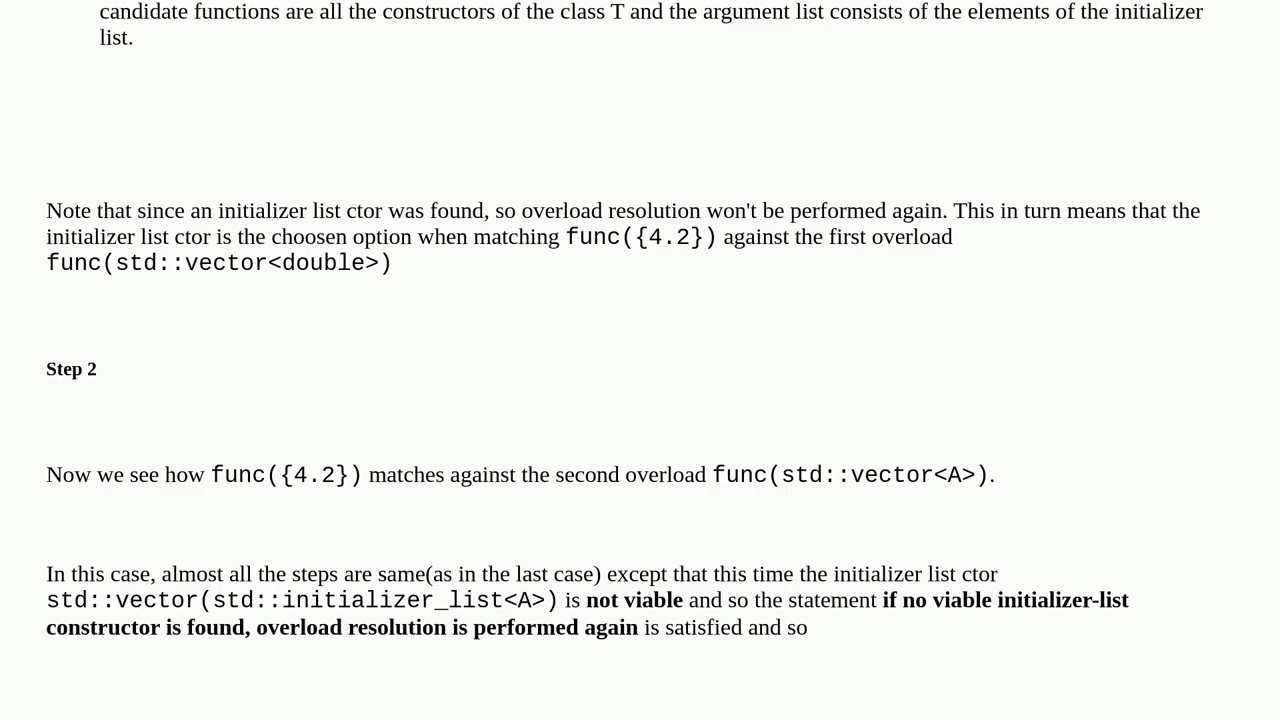 candidate functions are all the constructors of the class T and the argument list consists of the elements of the initializer
list.
Note that since an initializer list ctor was found, so overload resolution won't be performed again. This in turn means that the
initializer list ctor is the choosen option when matching func({4.2}) against the first overload
func(std::vector<double>)
Step 2
Now we see how func({4.2}) matches against the second overload func(std::vector<A>).
In this case, almost all the steps are same(as in the last case) except that this time the initializer list ctor
std::vector(std::initializer_list<A>) is not viable and so the statement if no viable initializer-list
constructor is found, overload resolution is performed again is satisfied and so